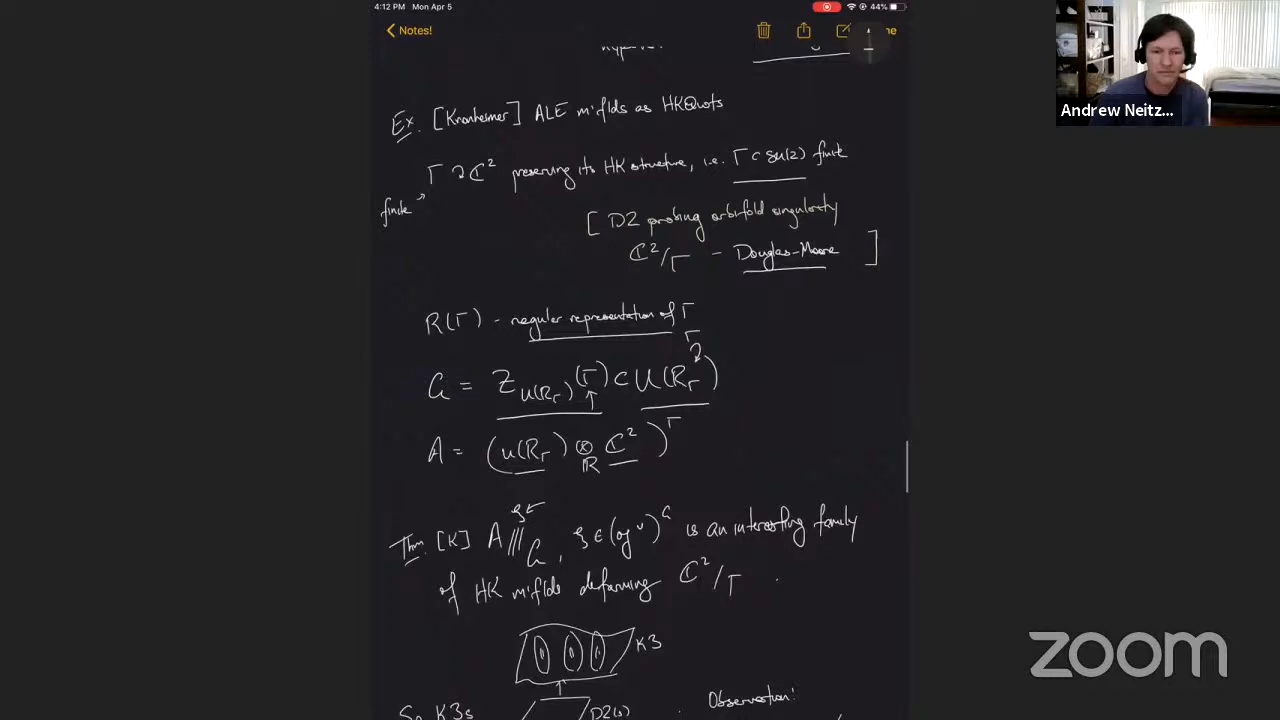 4:12 PM Mon Apr 5
44%
Notes!
Andrew Neitz...
Ex. [Kronheimer] ALE m'flds as HKQuots
Γ ↻ ℂ² preserving its HK structure, i.e. Γ ⊂ SU(2) finite
finite
[ D2 probing orbifold singularity
ℂ²/Γ - Douglas-Moore ]
R(Γ) - regular representation of Γ
Γ
G = Z_{U(R_Γ)}(Γ) ⊂ U(R_Γ)
A = (u(R_Γ) ⊗_ℝ ℂ²)^Γ
Thm. [K] A///^ξ G, ξ ∈ (𝔤^∨)^G is an interesting family
of HK m'flds deforming ℂ²/Γ .
K3
So K3s
D2(s)
Observation!
zoom